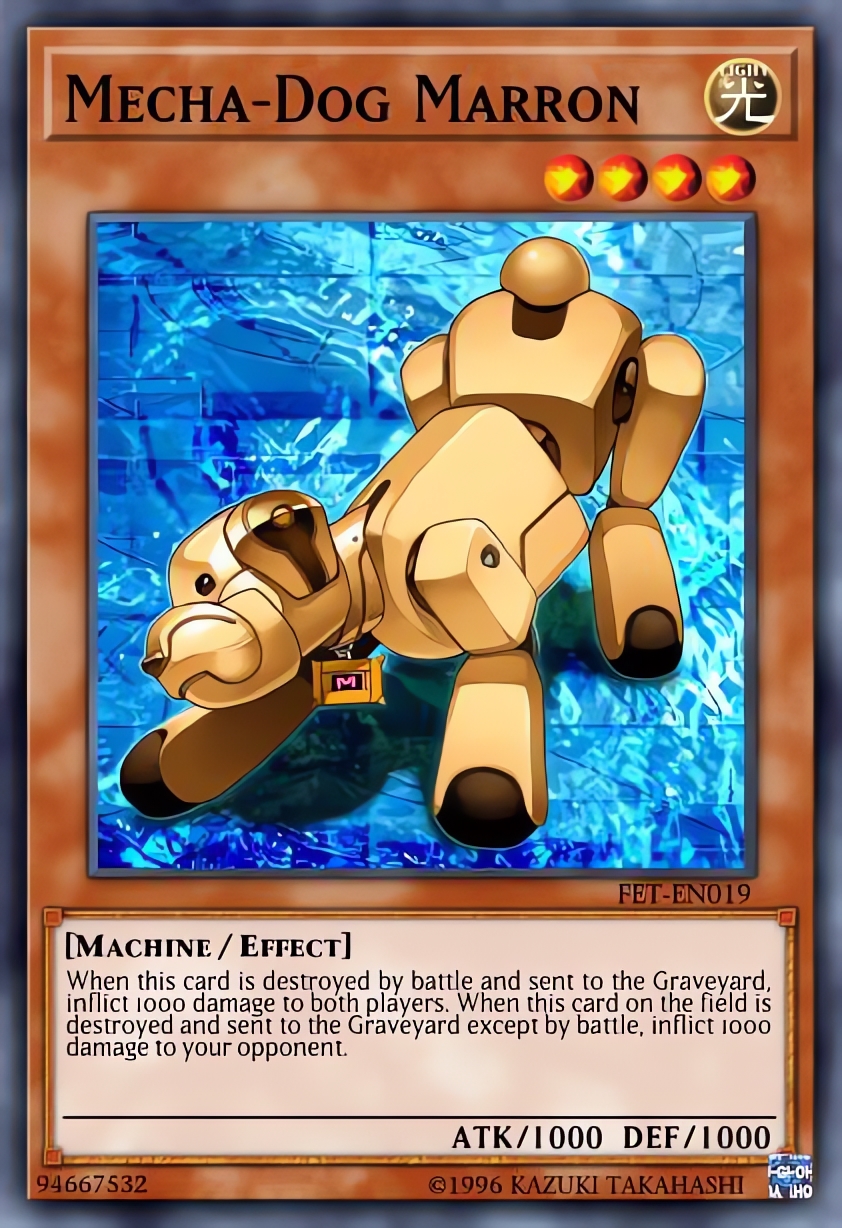 MECHA-DOG MARRON
光
M
FET-EN019
[MACHINE / EFFECT]
When this card is destroyed by battle and sent to the Graveyard,
inflict 1000 damage to both players. When this card on the field is
destroyed and sent to the Graveyard except by battle, inflict 1000
damage to your opponent.
ATK/1000 DEF/1000
94667532
©1996 KAZUKI TAKAHASHI